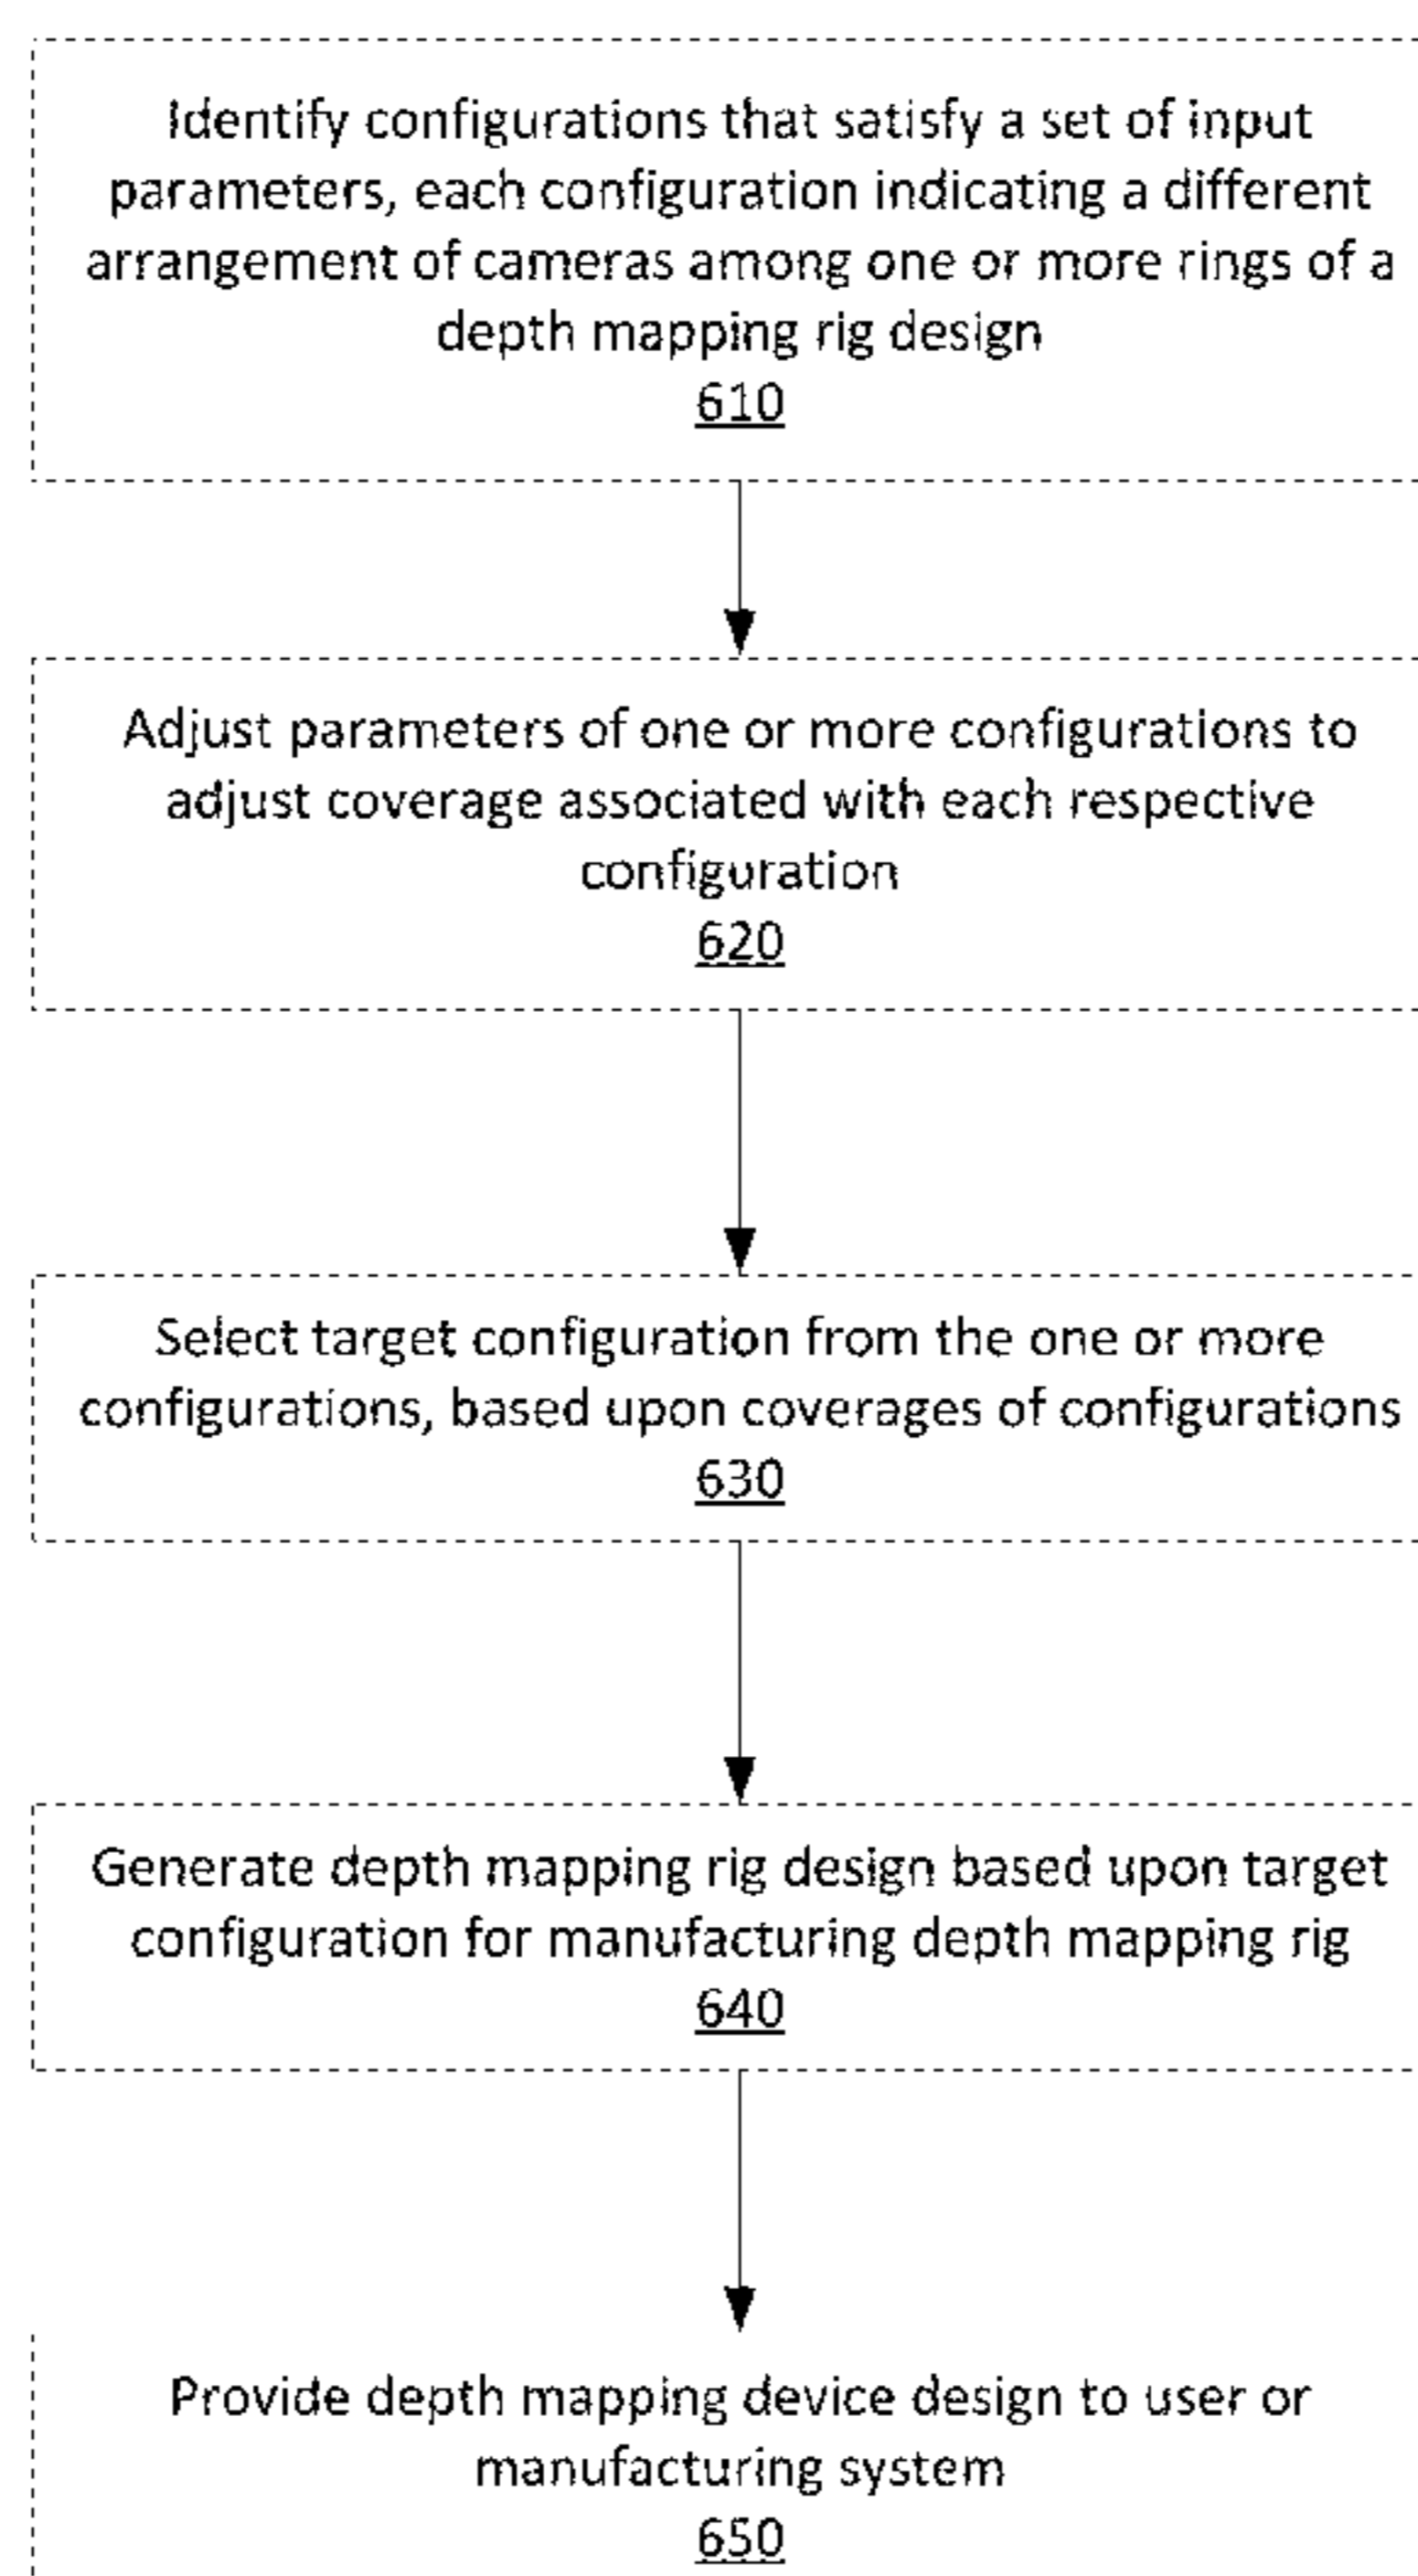 Identify configurations that satisfy a set of input
parameters, each configuration indicating a different
arrangement of cameras among one or more rings of a
depth mapping rig design
610
Adjust parameters of one or more configurations to
adjust coverage associated with each respective
configuration
620
Select target configuration from the one or more
configurations, based upon coverages of configurations
630
Generate depth mapping rig design based upon target
configuration for manufacturing depth mapping rig
640
Provide depth mapping device design to user or
manufacturing system
650